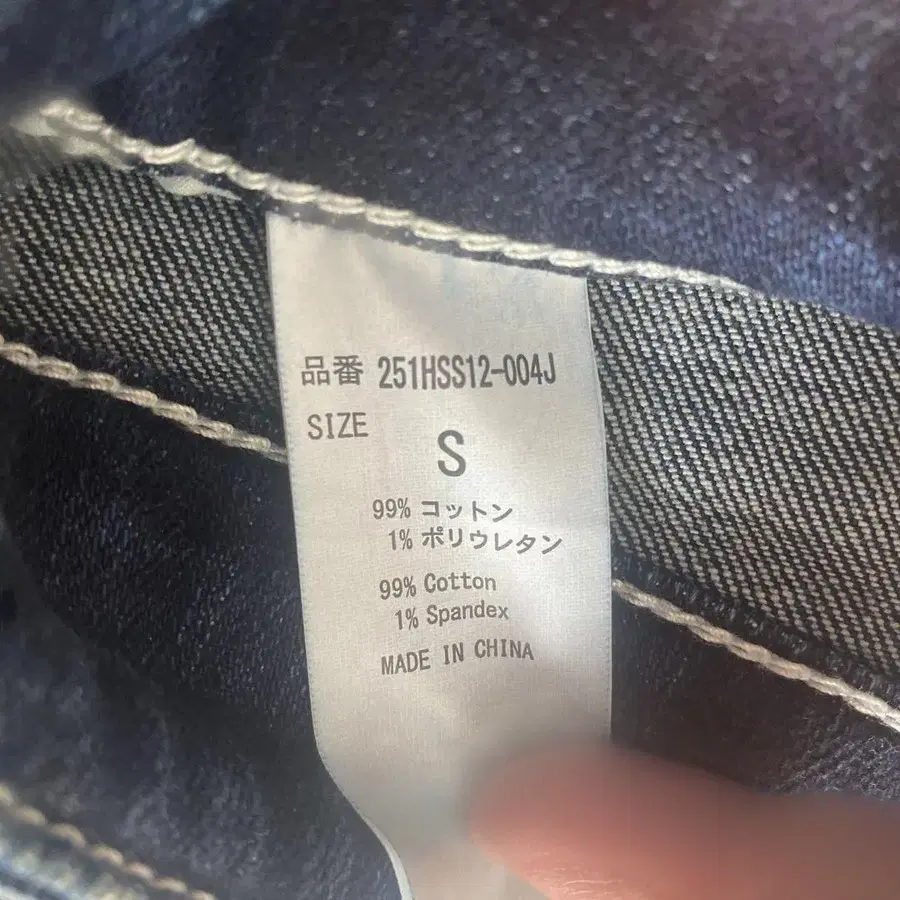 品番 251HSS12-004J
SIZE
S
99% コットン
1% ポリウレタン
99% Cotton
1% Spandex
MADE IN CHINA